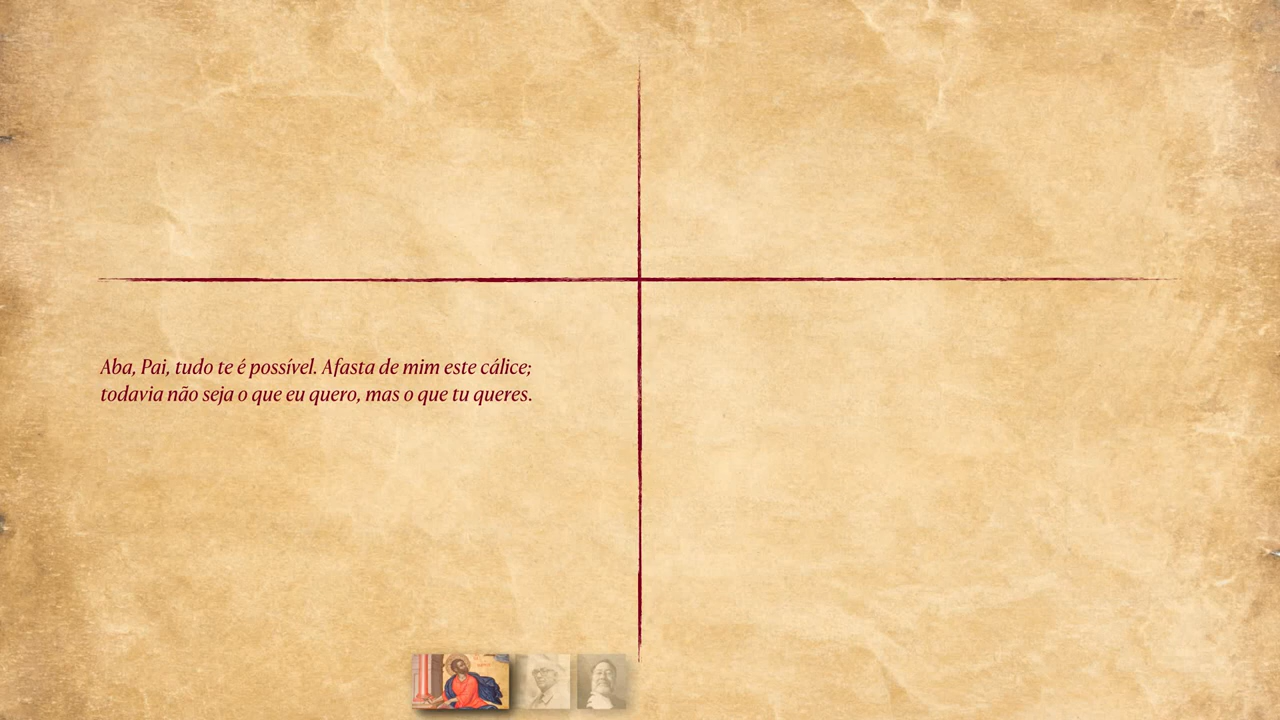 Aba, Pai, tudo te é possível. Afasta de mim este cálice;
todavia não seja o que eu quero, mas o que tu queres.